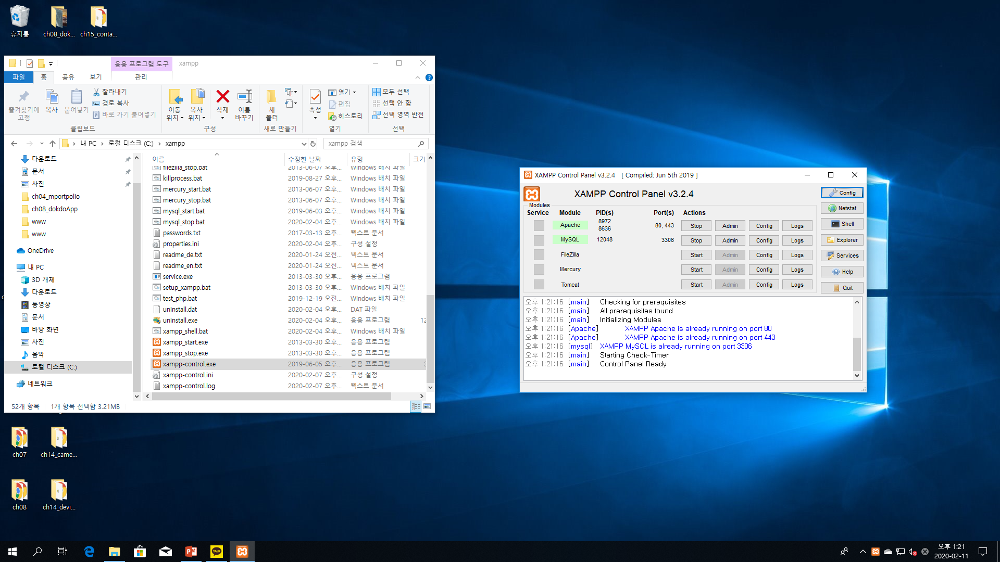 휴지통
ch08_dok...
ch15_conta...
응용 프로그램 도구
xampp
파일
홈
공유
보기
관리
즐겨찾기에
고정
복사
붙여넣기
잘라내기
경로 복사
바로 가기 붙여넣기
클립보드
이동
위치
복사
위치
삭제
이름
바꾸기
구성
새
폴더
새로 만들기
속성
열기
편집
히스토리
열기
모두 선택
선택 안 함
선택 영역 반전
선택
내 PC > 로컬 디스크 (C:) > xampp
xampp 검색
다운로드
문서
사진
ch04_mportpolio
ch08_dokdoApp
www
www
OneDrive
내 PC
3D 개체
다운로드
동영상
문서
바탕 화면
사진
음악
로컬 디스크 (C:)
네트워크
이름 수정한 날짜 유형 크기
filezilla_stop.bat 2013-06-07 오후... Windows 배치 파일
killprocess.bat 2019-08-27 오후... Windows 배치 파일
mercury_start.bat 2013-06-07 오후... Windows 배치 파일
mercury_stop.bat 2013-06-07 오후... Windows 배치 파일
mysql_start.bat 2019-06-03 오후... Windows 배치 파일
mysql_stop.bat 2020-02-04 오후... Windows 배치 파일
passwords.txt 2017-03-13 오후... 텍스트 문서
properties.ini 2020-02-04 오후... 구성 설정
readme_de.txt 2020-01-24 오전... 텍스트 문서
readme_en.txt 2020-01-24 오전... 텍스트 문서
service.exe 2013-03-30 오후... 응용 프로그램
setup_xampp.bat 2013-03-30 오후... Windows 배치 파일
test_php.bat 2019-12-19 오전... Windows 배치 파일
uninstall.dat 2020-02-04 오후... DAT 파일
uninstall.exe 2020-02-04 오후... 응용 프로그램 12
xampp_shell.bat 2020-02-04 오후... Windows 배치 파일
xampp_start.exe 2013-03-30 오후... 응용 프로그램
xampp_stop.exe 2013-03-30 오후... 응용 프로그램
xampp-control.exe 2019-06-05 오후... 응용 프로그램 3
xampp-control.ini 2020-02-07 오후... 구성 설정
xampp-control.log 2020-02-07 오후... 텍스트 문서
52개 항목 1개 항목 선택함 3.21MB
XAMPP Control Panel v3.2.4 [ Compiled: Jun 5th 2019 ]
XAMPP Control Panel v3.2.4
Modules
Service Module PID(s) Port(s) Actions
Apache 8972 8636 80, 443 Stop Admin Config Logs
MySQL 12048 3306 Stop Admin Config Logs
FileZilla Start Admin Config Logs
Mercury Start Admin Config Logs
Tomcat Start Admin Config Logs
Config
Netstat
Shell
Explorer
Services
Help
Quit
오후 1:21:16 [main] Checking for prerequisites
오후 1:21:16 [main] All prerequisites found
오후 1:21:16 [main] Initializing Modules
오후 1:21:16 [Apache] XAMPP Apache is already running on port 80
오후 1:21:16 [Apache] XAMPP Apache is already running on port 443
오후 1:21:16 [mysql] XAMPP MySQL is already running on port 3306
오후 1:21:16 [main] Starting Check-Timer
오후 1:21:16 [main] Control Panel Ready
ch07
ch14_came...
ch08
ch14_devi...
TALK
오후 1:21
2020-02-11